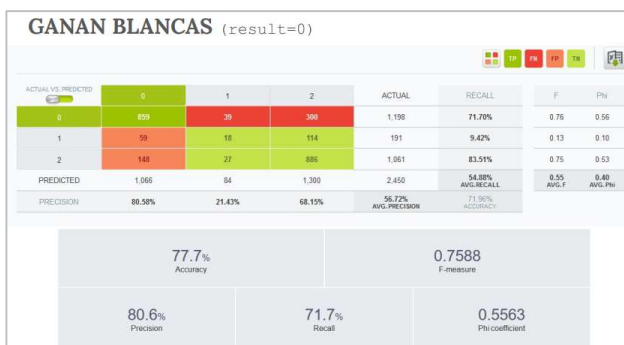 GANAN BLANCAS (result=0)
TP FN FP TN
ACTUAL VS. PREDICTED 0 1 2 ACTUAL RECALL F Phi
0 859 39 300 1,198 71.70% 0.76 0.56
1 59 18 114 191 9.42% 0.13 0.10
2 148 27 886 1,061 83.51% 0.75 0.53
PREDICTED 1,066 84 1,300 2,450 54.88% AVG. RECALL 0.55 AVG. F 0.40 AVG. Phi
PRECISION 80.58% 21.43% 68.15% 56.72% AVG. PRECISION 71.96% ACCURACY
77.7% 0.7588
Accuracy F-measure
80.6% 71.7% 0.5563
Precision Recall Phi coefficient